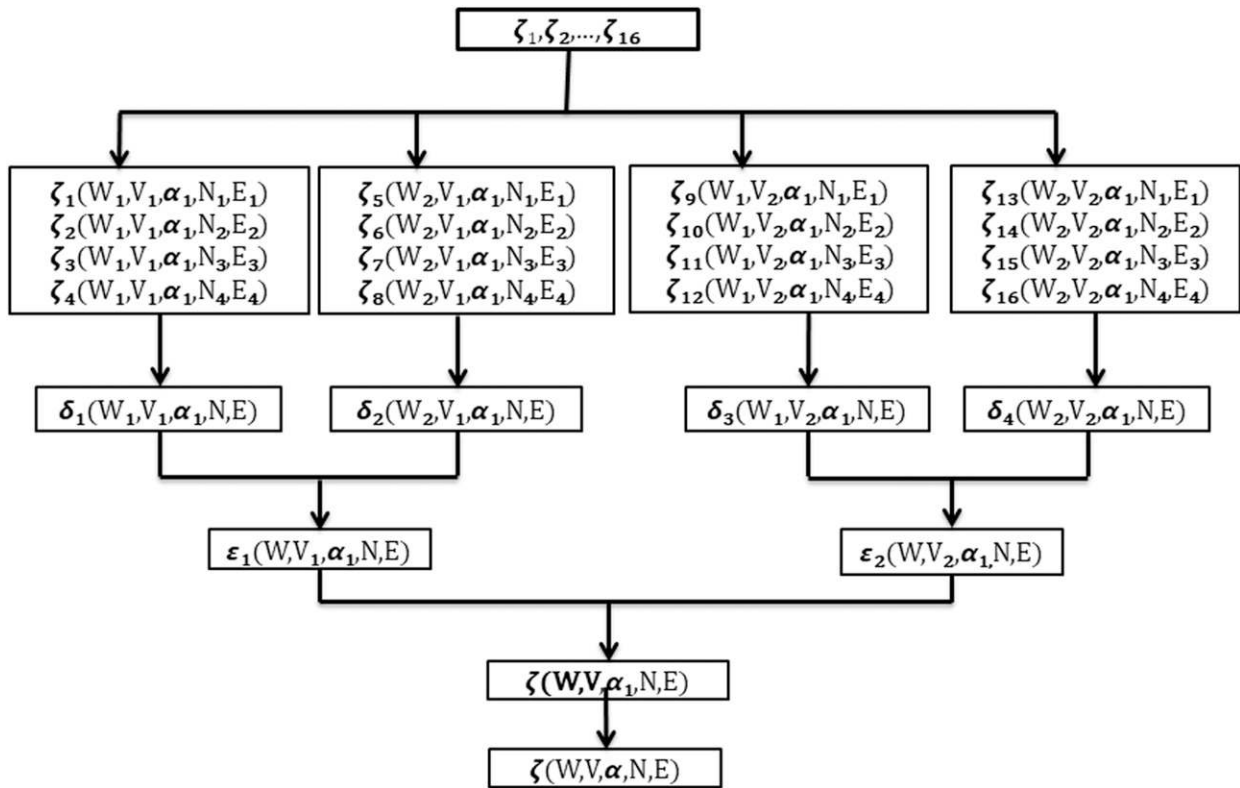 ζ₁,ζ₂,...,ζ₁₆
ζ₁(W₁,V₁,α₁,N₁,E₁)
ζ₂(W₁,V₁,α₁,N₂,E₂)
ζ₃(W₁,V₁,α₁,N₃,E₃)
ζ₄(W₁,V₁,α₁,N₄,E₄)
ζ₅(W₂,V₁,α₁,N₁,E₁)
ζ₆(W₂,V₁,α₁,N₂,E₂)
ζ₇(W₂,V₁,α₁,N₃,E₃)
ζ₈(W₂,V₁,α₁,N₄,E₄)
ζ₉(W₁,V₂,α₁,N₁,E₁)
ζ₁₀(W₁,V₂,α₁,N₂,E₂)
ζ₁₁(W₁,V₂,α₁,N₃,E₃)
ζ₁₂(W₁,V₂,α₁,N₄,E₄)
ζ₁₃(W₂,V₂,α₁,N₁,E₁)
ζ₁₄(W₂,V₂,α₁,N₂,E₂)
ζ₁₅(W₂,V₂,α₁,N₃,E₃)
ζ₁₆(W₂,V₂,α₁,N₄,E₄)
δ₁(W₁,V₁,α₁,N,E)
δ₂(W₂,V₁,α₁,N,E)
δ₃(W₁,V₂,α₁,N,E)
δ₄(W₂,V₂,α₁,N,E)
ε₁(W,V₁,α₁,N,E)
ε₂(W,V₂,α₁,N,E)
ζ(W,V,α₁,N,E)
ζ(W,V,α,N,E)